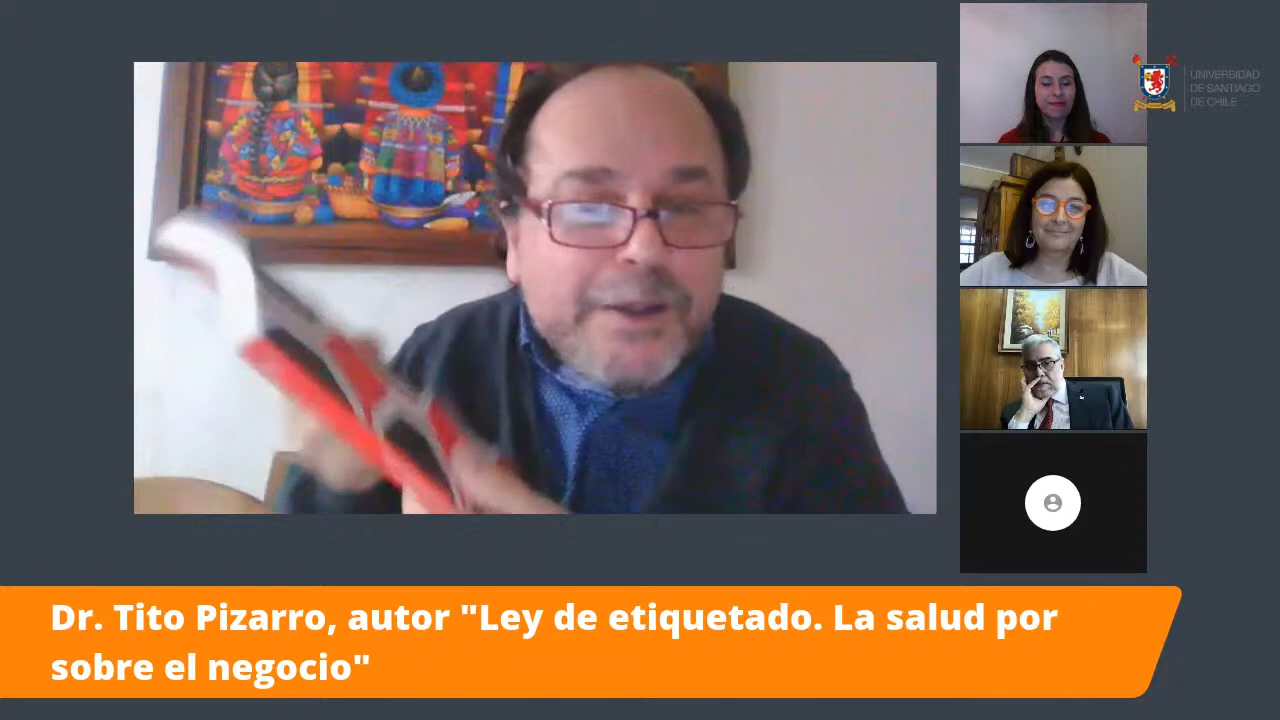 UNIVERSIDAD
DE SANTIAGO
DE CHILE
Dr. Tito Pizarro, autor "Ley de etiquetado. La salud por
sobre el negocio"